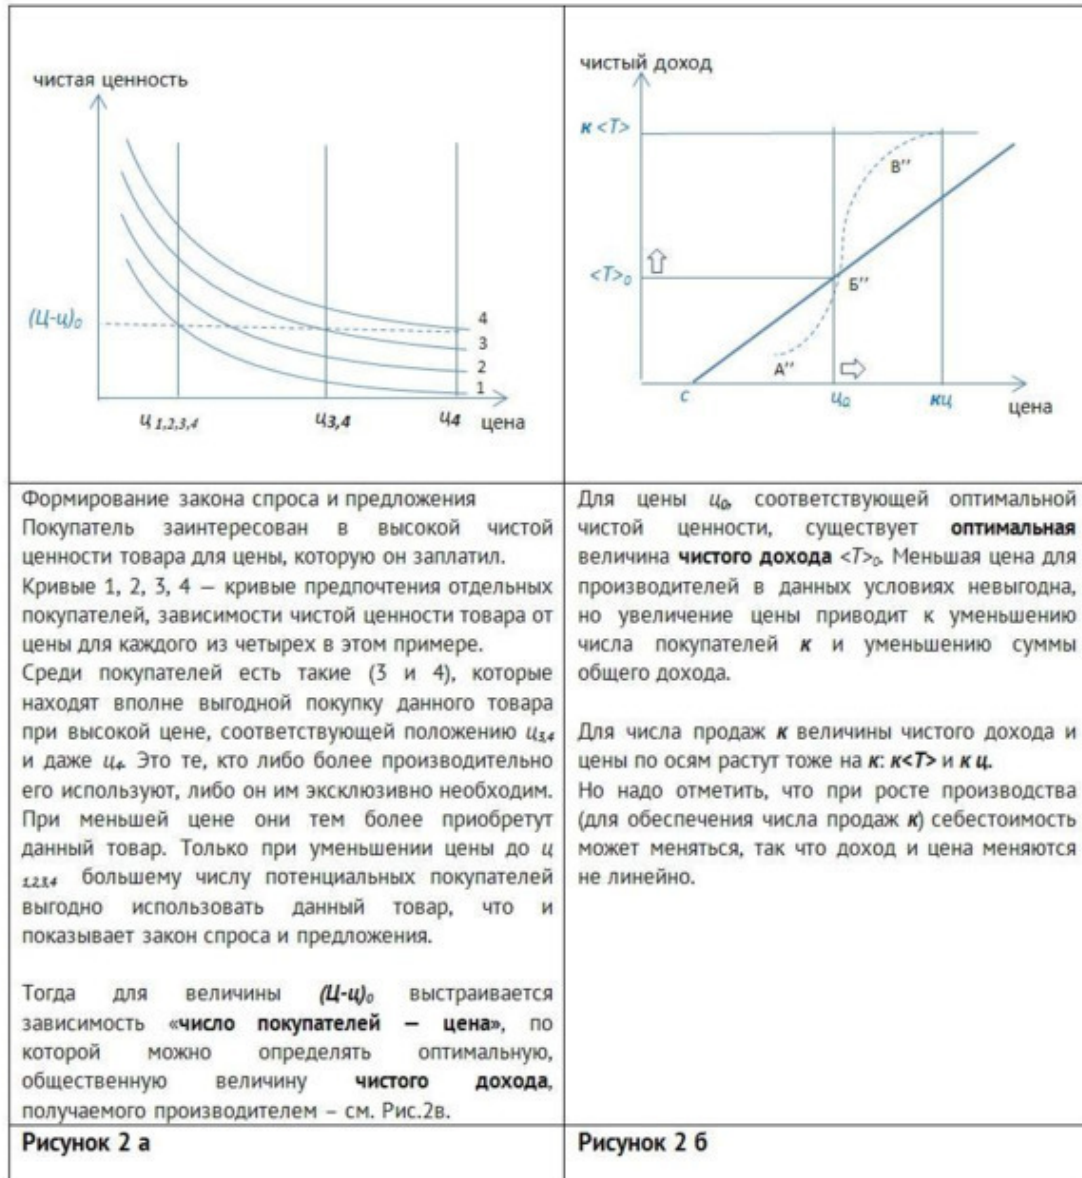 чистая ценность
(Ц-ц)₀
4
3
2
1
ц 1,2,3,4
ц3,4
ц4
цена
чистый доход
к <T>
<T>₀
А''
Б''
В''
с
ц₀
кц
цена
Формирование закона спроса и предложения
Покупатель заинтересован в высокой чистой
ценности товара для цены, которую он заплатил.
Кривые 1, 2, 3, 4 — кривые предпочтения отдельных
покупателей, зависимости чистой ценности товара от
цены для каждого из четырех в этом примере.
Среди покупателей есть такие (3 и 4), которые
находят вполне выгодной покупку данного товара
при высокой цене, соответствующей положению ц3,4
и даже ц4. Это те, кто либо более производительно
его используют, либо он им эксклюзивно необходим.
При меньшей цене они тем более приобретут
данный товар. Только при уменьшении цены до ц
1,2,3,4 большему числу потенциальных покупателей
выгодно использовать данный товар, что и
показывает закон спроса и предложения.
Тогда для величины (Ц-ц)₀ выстраивается
зависимость «число покупателей — цена», по
которой можно определять оптимальную,
общественную величину чистого дохода,
получаемого производителем – см. Рис.2в.
Рисунок 2 а
Для цены ц₀, соответствующей оптимальной
чистой ценности, существует оптимальная
величина чистого дохода <T>₀. Меньшая цена для
производителей в данных условиях невыгодна,
но увеличение цены приводит к уменьшению
числа покупателей к и уменьшению суммы
общего дохода.
Для числа продаж к величины чистого дохода и
цены по осям растут тоже на к: к<T> и к ц.
Но надо отметить, что при росте производства
(для обеспечения числа продаж к) себестоимость
может меняться, так что доход и цена меняются
не линейно.
Рисунок 2 б